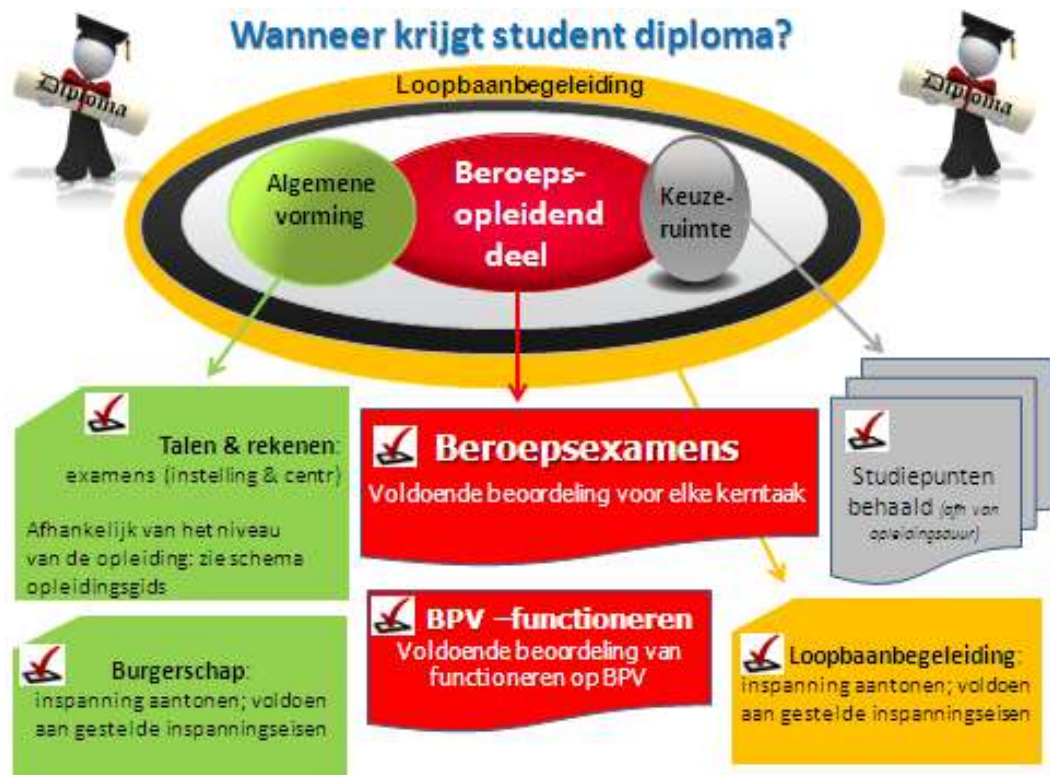 Wanneer krijgt student diploma?
Diploma
Diploma
Loopbaanbegeleiding
Algemene
vorming
Beroeps-
opleidend
deel
Keuze-
ruimte
Talen & rekenen:
examens (instelling & centr)
Afhankelijk van het niveau
van de opleiding: zie schema
opleidingsgids
Beroepsexamens
Voldoende beoordeling voor elke kerntaak
Studiepunten
behaald (afh van
opleidingsduur)
Burgerschap:
inspanning aantonen; voldoen
aan gestelde inspanningseisen
BPV –functioneren
Voldoende beoordeling van
functioneren op BPV
Loopbaanbegeleiding:
inspanning aantonen; voldoen
aan gestelde inspanningseisen